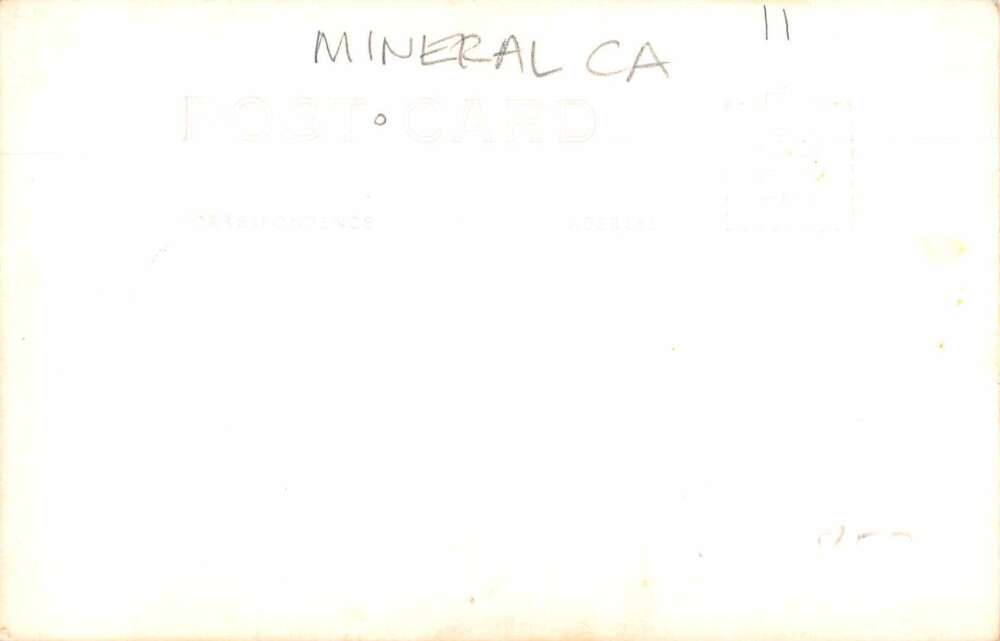 MINERAL CA 11
POST CARD
CORRESPONDENCE ADDRESS